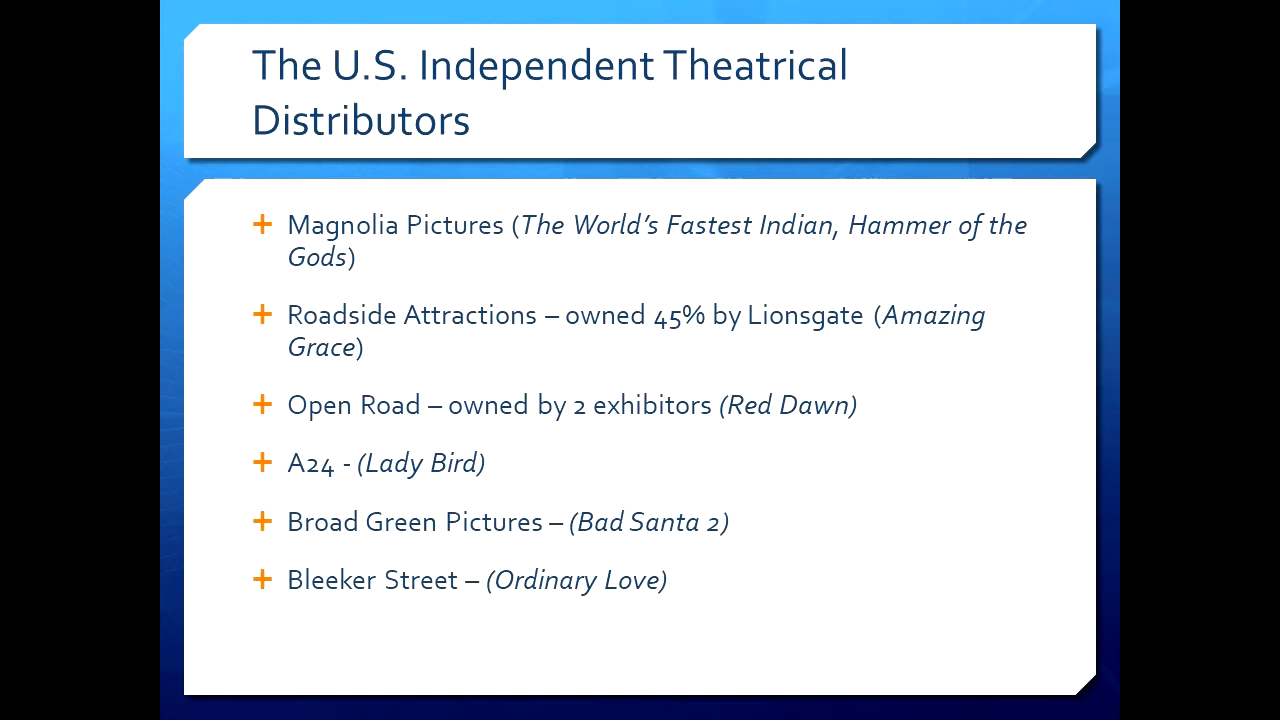 The U.S. Independent Theatrical
Distributors
+ Magnolia Pictures (The World's Fastest Indian, Hammer of the
Gods)
+ Roadside Attractions – owned 45% by Lionsgate (Amazing
Grace)
+ Open Road – owned by 2 exhibitors (Red Dawn)
+ A24 - (Lady Bird)
+ Broad Green Pictures – (Bad Santa 2)
+ Bleeker Street – (Ordinary Love)